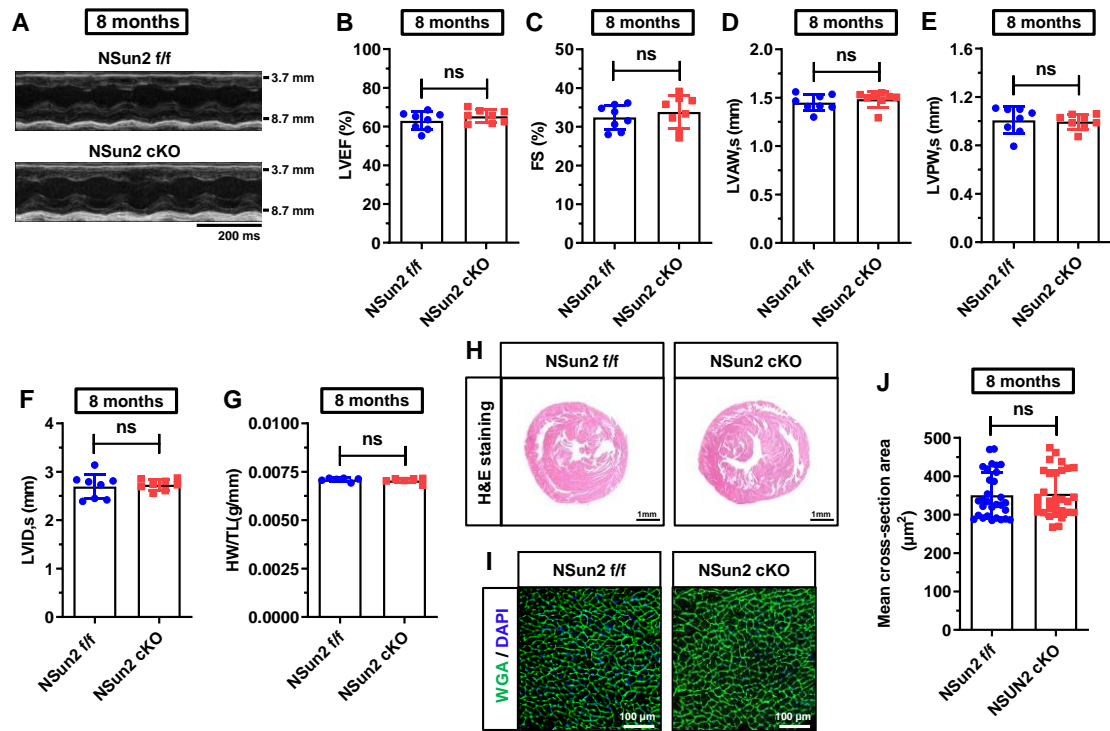 A
8 months
NSun2 f/f
3.7 mm
8.7 mm
NSun2 cKO
3.7 mm
8.7 mm
200 ms
B
8 months
ns
LVEF (%)
100
80
60
40
20
0
NSun2 f/f
NSun2 cKO
C
ns
FS (%)
50
40
30
20
10
0
NSun2 f/f
NSun2 cKO
D
8 months
ns
LVAW,s (mm)
2.0
1.5
1.0
0.5
0.0
NSun2 f/f
NSun2 cKO
E
8 months
ns
LVPW,s (mm)
1.6
1.2
0.8
0.4
0.0
NSun2 f/f
NSun2 cKO
F
8 months
ns
LVID,s (mm)
4
3
2
1
0
NSun2 f/f
NSun2 cKO
G
8 months
ns
HW/TL(g/mm)
0.0100
0.0075
0.0050
0.0025
0.0000
NSun2 f/f
NSun2 cKO
H
NSun2 f/f
NSun2 cKO
H&E staining
1mm
1mm
I
NSun2 f/f
NSun2 cKO
WGA / DAPI
100 µm
100 µm
J
8 months
ns
Mean cross-section area
(µm²)
500
400
300
200
100
0
NSun2 f/f
NSUN2 cKO